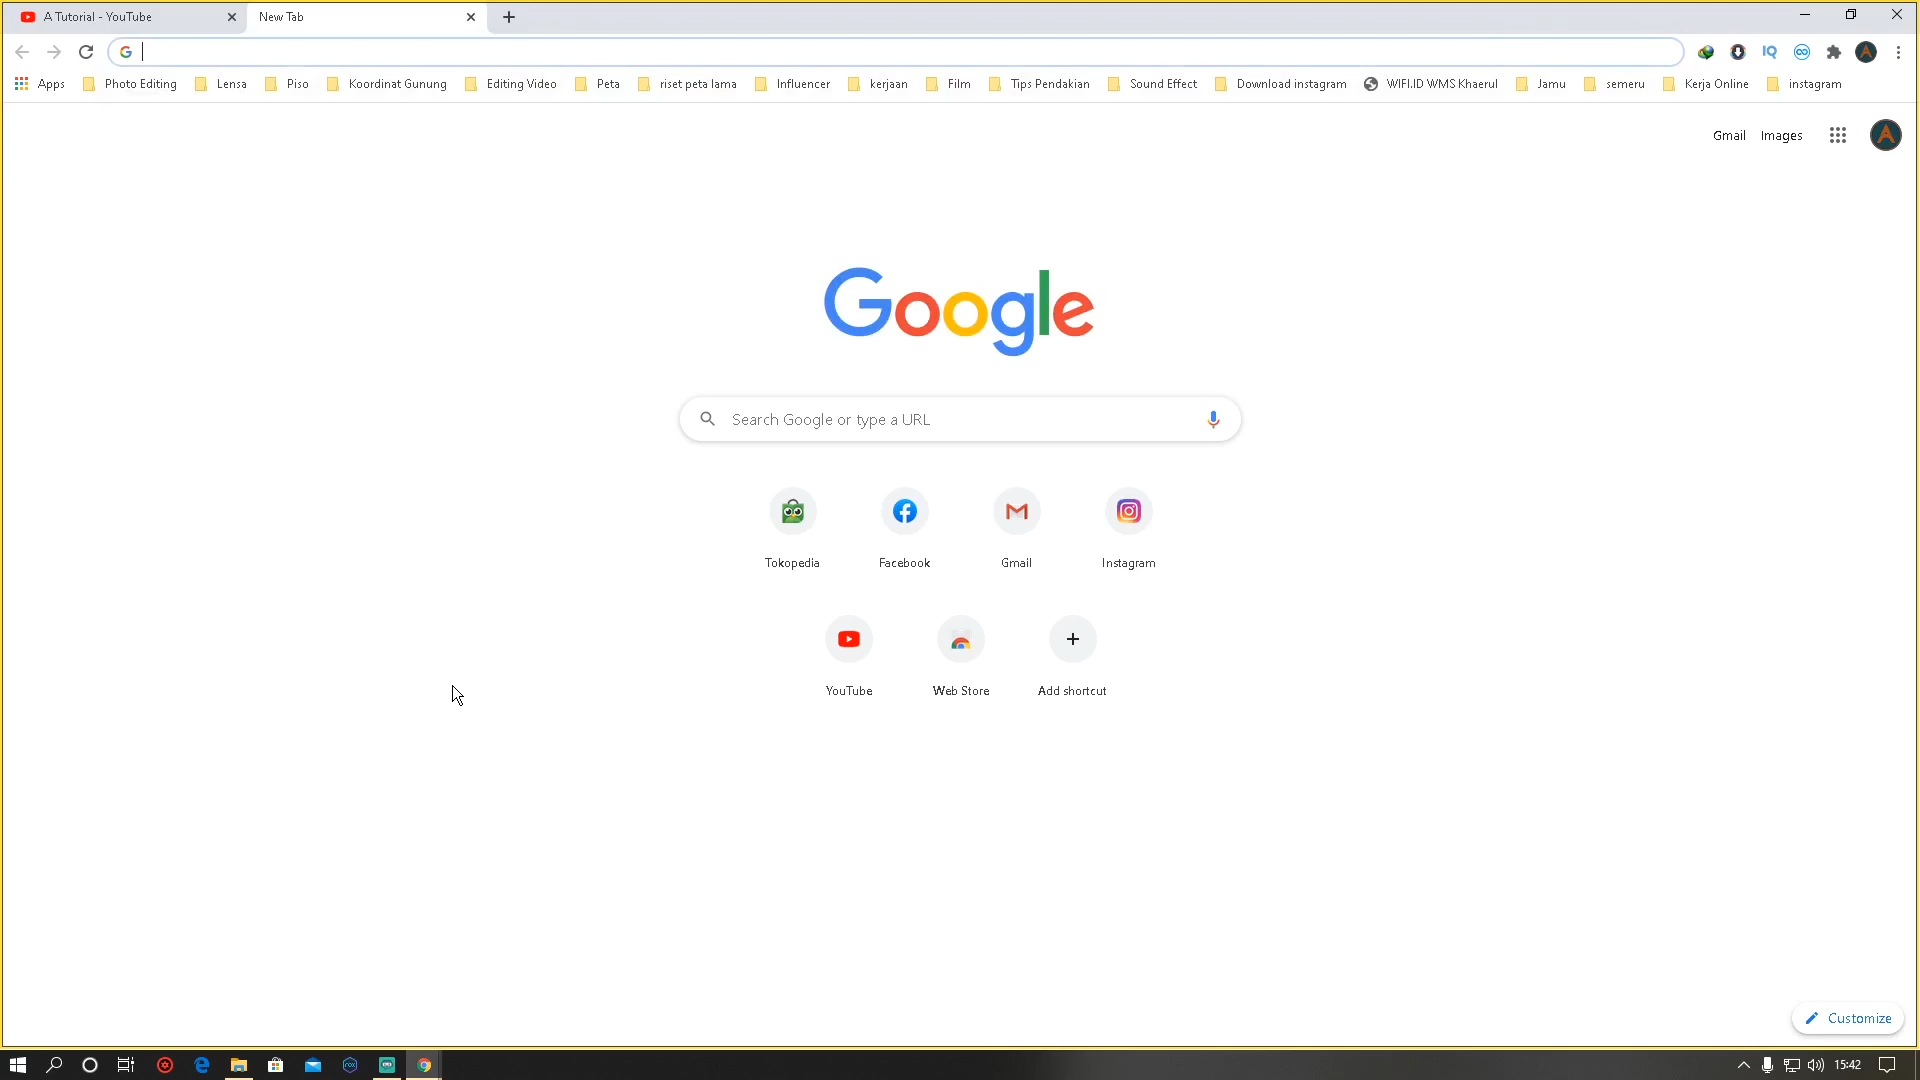 A Tutorial - YouTube
New Tab
Apps
Photo Editing
Lensa
Piso
Koordinat Gunung
Editing Video
Peta
riset peta lama
Influencer
kerjaan
Film
Tips Pendakian
Sound Effect
Download instagram
WIFI.ID WMS Khaerul
Jamu
semeru
Kerja Online
instagram
Gmail
Images
Google
Search Google or type a URL
Tokopedia
Facebook
Gmail
Instagram
YouTube
Web Store
Add shortcut
Customize
15:42